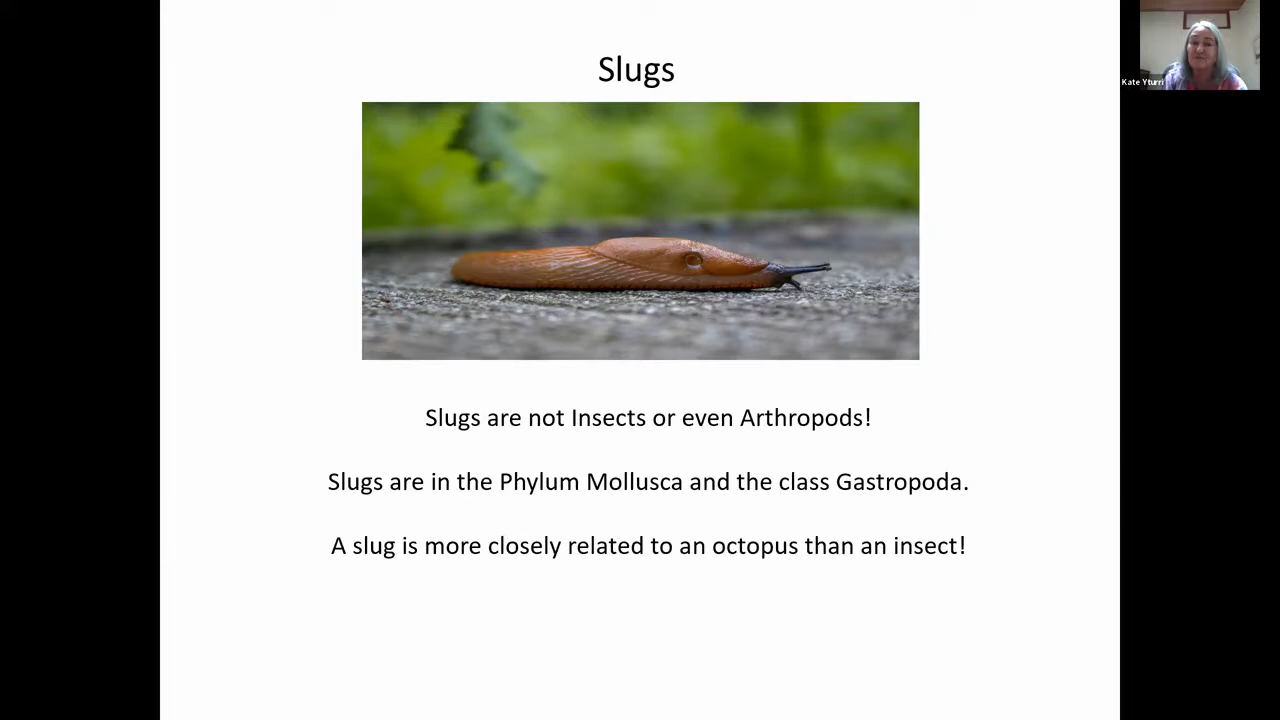 Slugs
Kate Yturri
Slugs are not Insects or even Arthropods!
Slugs are in the Phylum Mollusca and the class Gastropoda.
A slug is more closely related to an octopus than an insect!